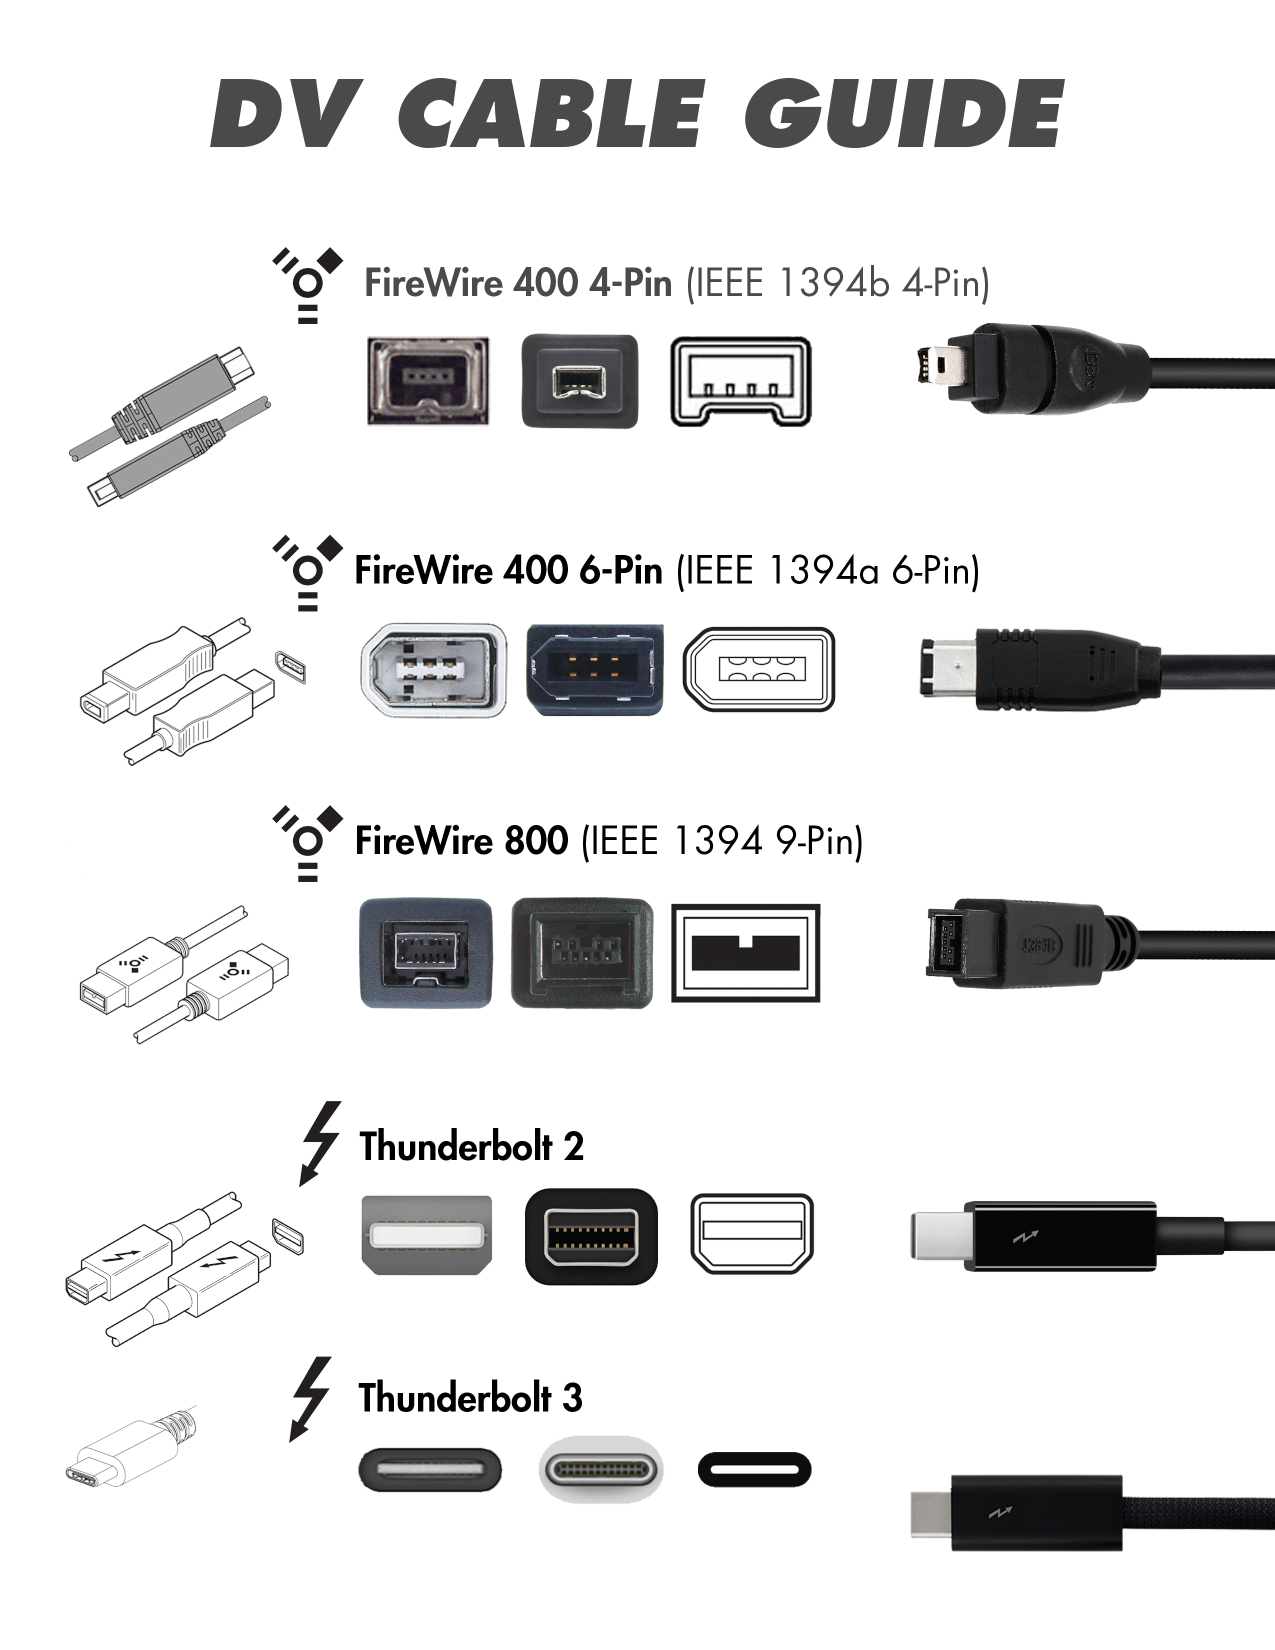 DV CABLE GUIDE
FireWire 400 4-Pin (IEEE 1394b 4-Pin)
FireWire 400 6-Pin (IEEE 1394a 6-Pin)
FireWire 800 (IEEE 1394 9-Pin)
Thunderbolt 2
Thunderbolt 3